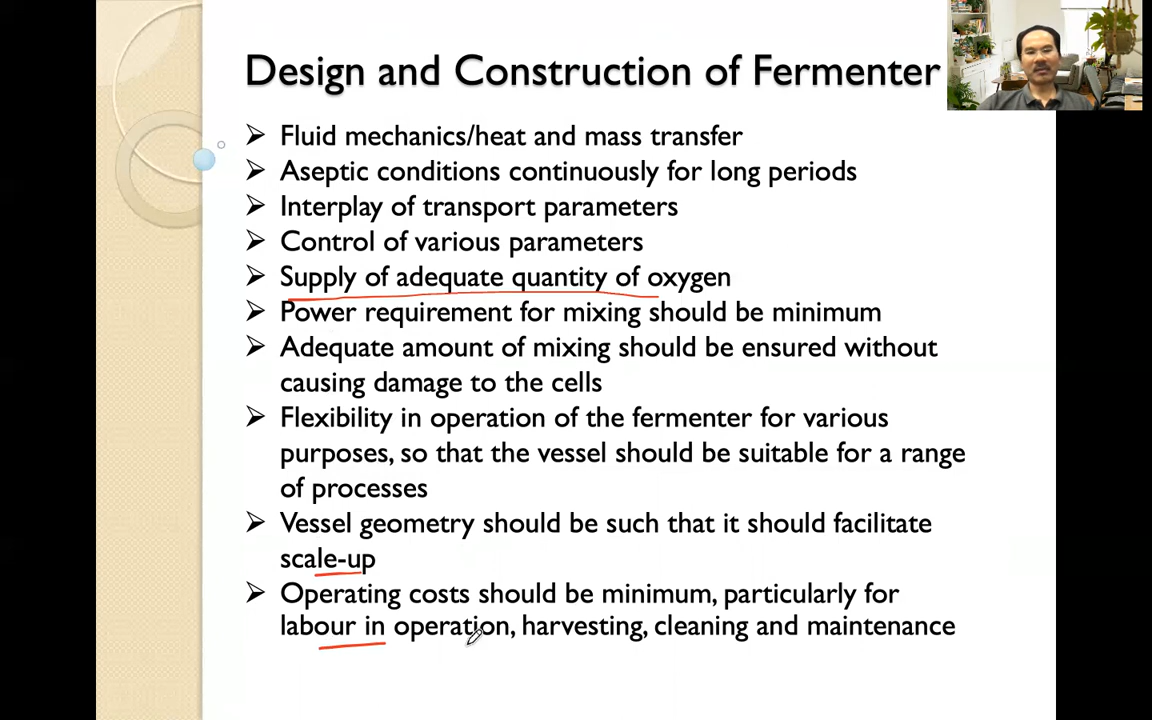 Design and Construction of Fermenter
Fluid mechanics/heat and mass transfer
Aseptic conditions continuously for long periods
Interplay of transport parameters
Control of various parameters
Supply of adequate quantity of oxygen
Power requirement for mixing should be minimum
Adequate amount of mixing should be ensured without
causing damage to the cells
Flexibility in operation of the fermenter for various
purposes, so that the vessel should be suitable for a range
of processes
Vessel geometry should be such that it should facilitate
scale-up
Operating costs should be minimum, particularly for
labour in operation, harvesting, cleaning and maintenance